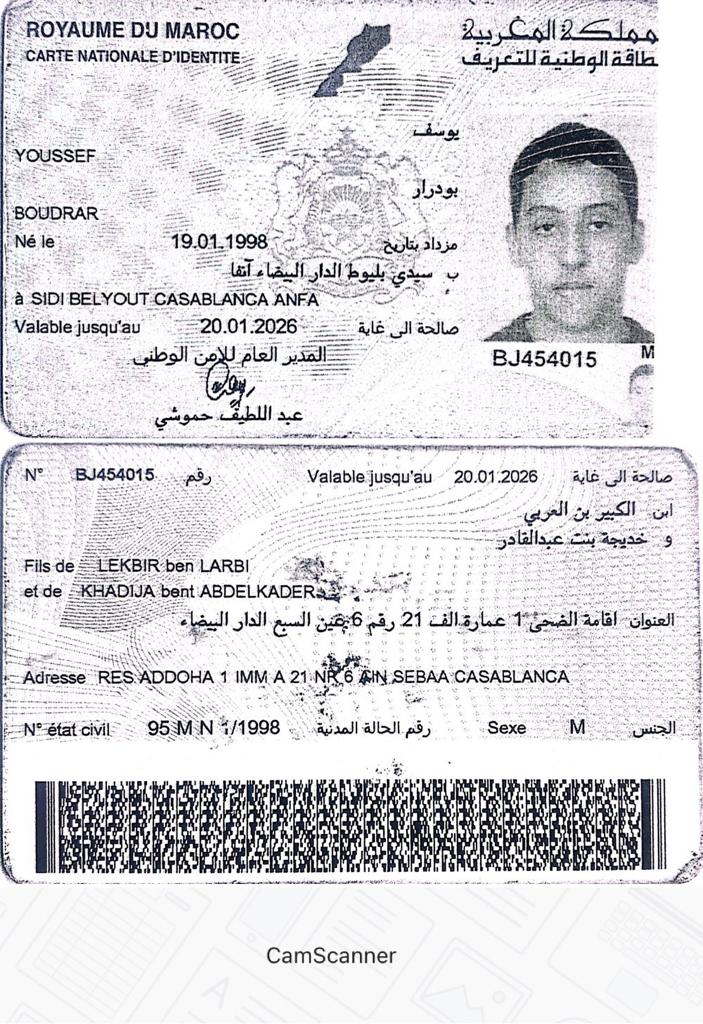 ROYAUME DU MAROC
مملكة المغربية
CARTE NATIONALE D'IDENTITE
طاقة الوطنية للتعريف
يوسف
YOUSSEF
بودرار
BOUDRAR
Né le 19.01.1998 مزداد بتاريخ
ب سيدي بليوط الدار البيضاء أنفا
à SIDI BELYOUT CASABLANCA ANFA
Valable jusqu'au 20.01.2026 صالحة الى غاية
المدير العام للامن الوطني
BJ454015
عبد اللطيف حموشي
N° BJ454015 رقم Valable jusqu'au 20.01.2026 صالحة الى غاية
ابن الكبير بن العربي
و خديجة بنت عبدالقادر
Fils de LEKBIR ben LARBI
et de KHADIJA bent ABDELKADER
العنوان اقامة الضحى 1 عمارة الف 21 رقم 6 عين السبع الدار البيضاء
Adresse RES ADDOHA 1 IMM A 21 NR 6 AIN SEBAA CASABLANCA
N° état civil 95 M N 1/1998 رقم الحالة المدنية Sexe M الجنس
CamScanner